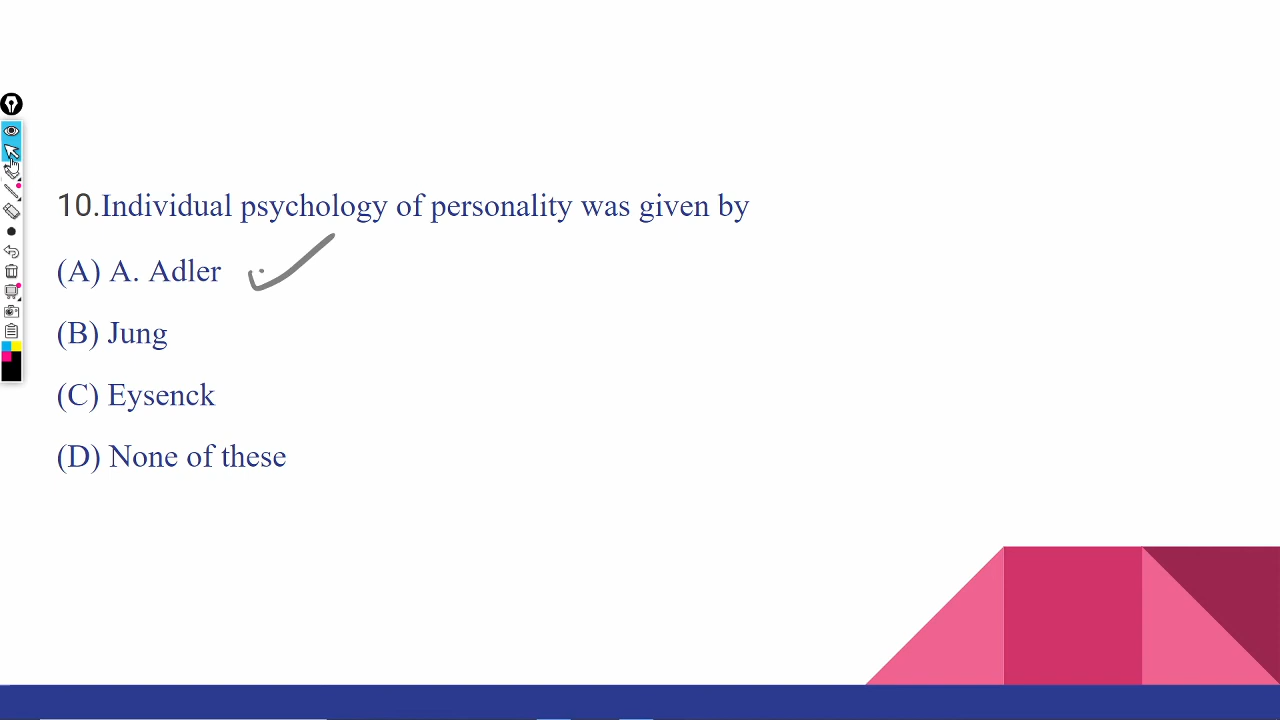 10.Individual psychology of personality was given by
(A) A. Adler
(B) Jung
(C) Eysenck
(D) None of these